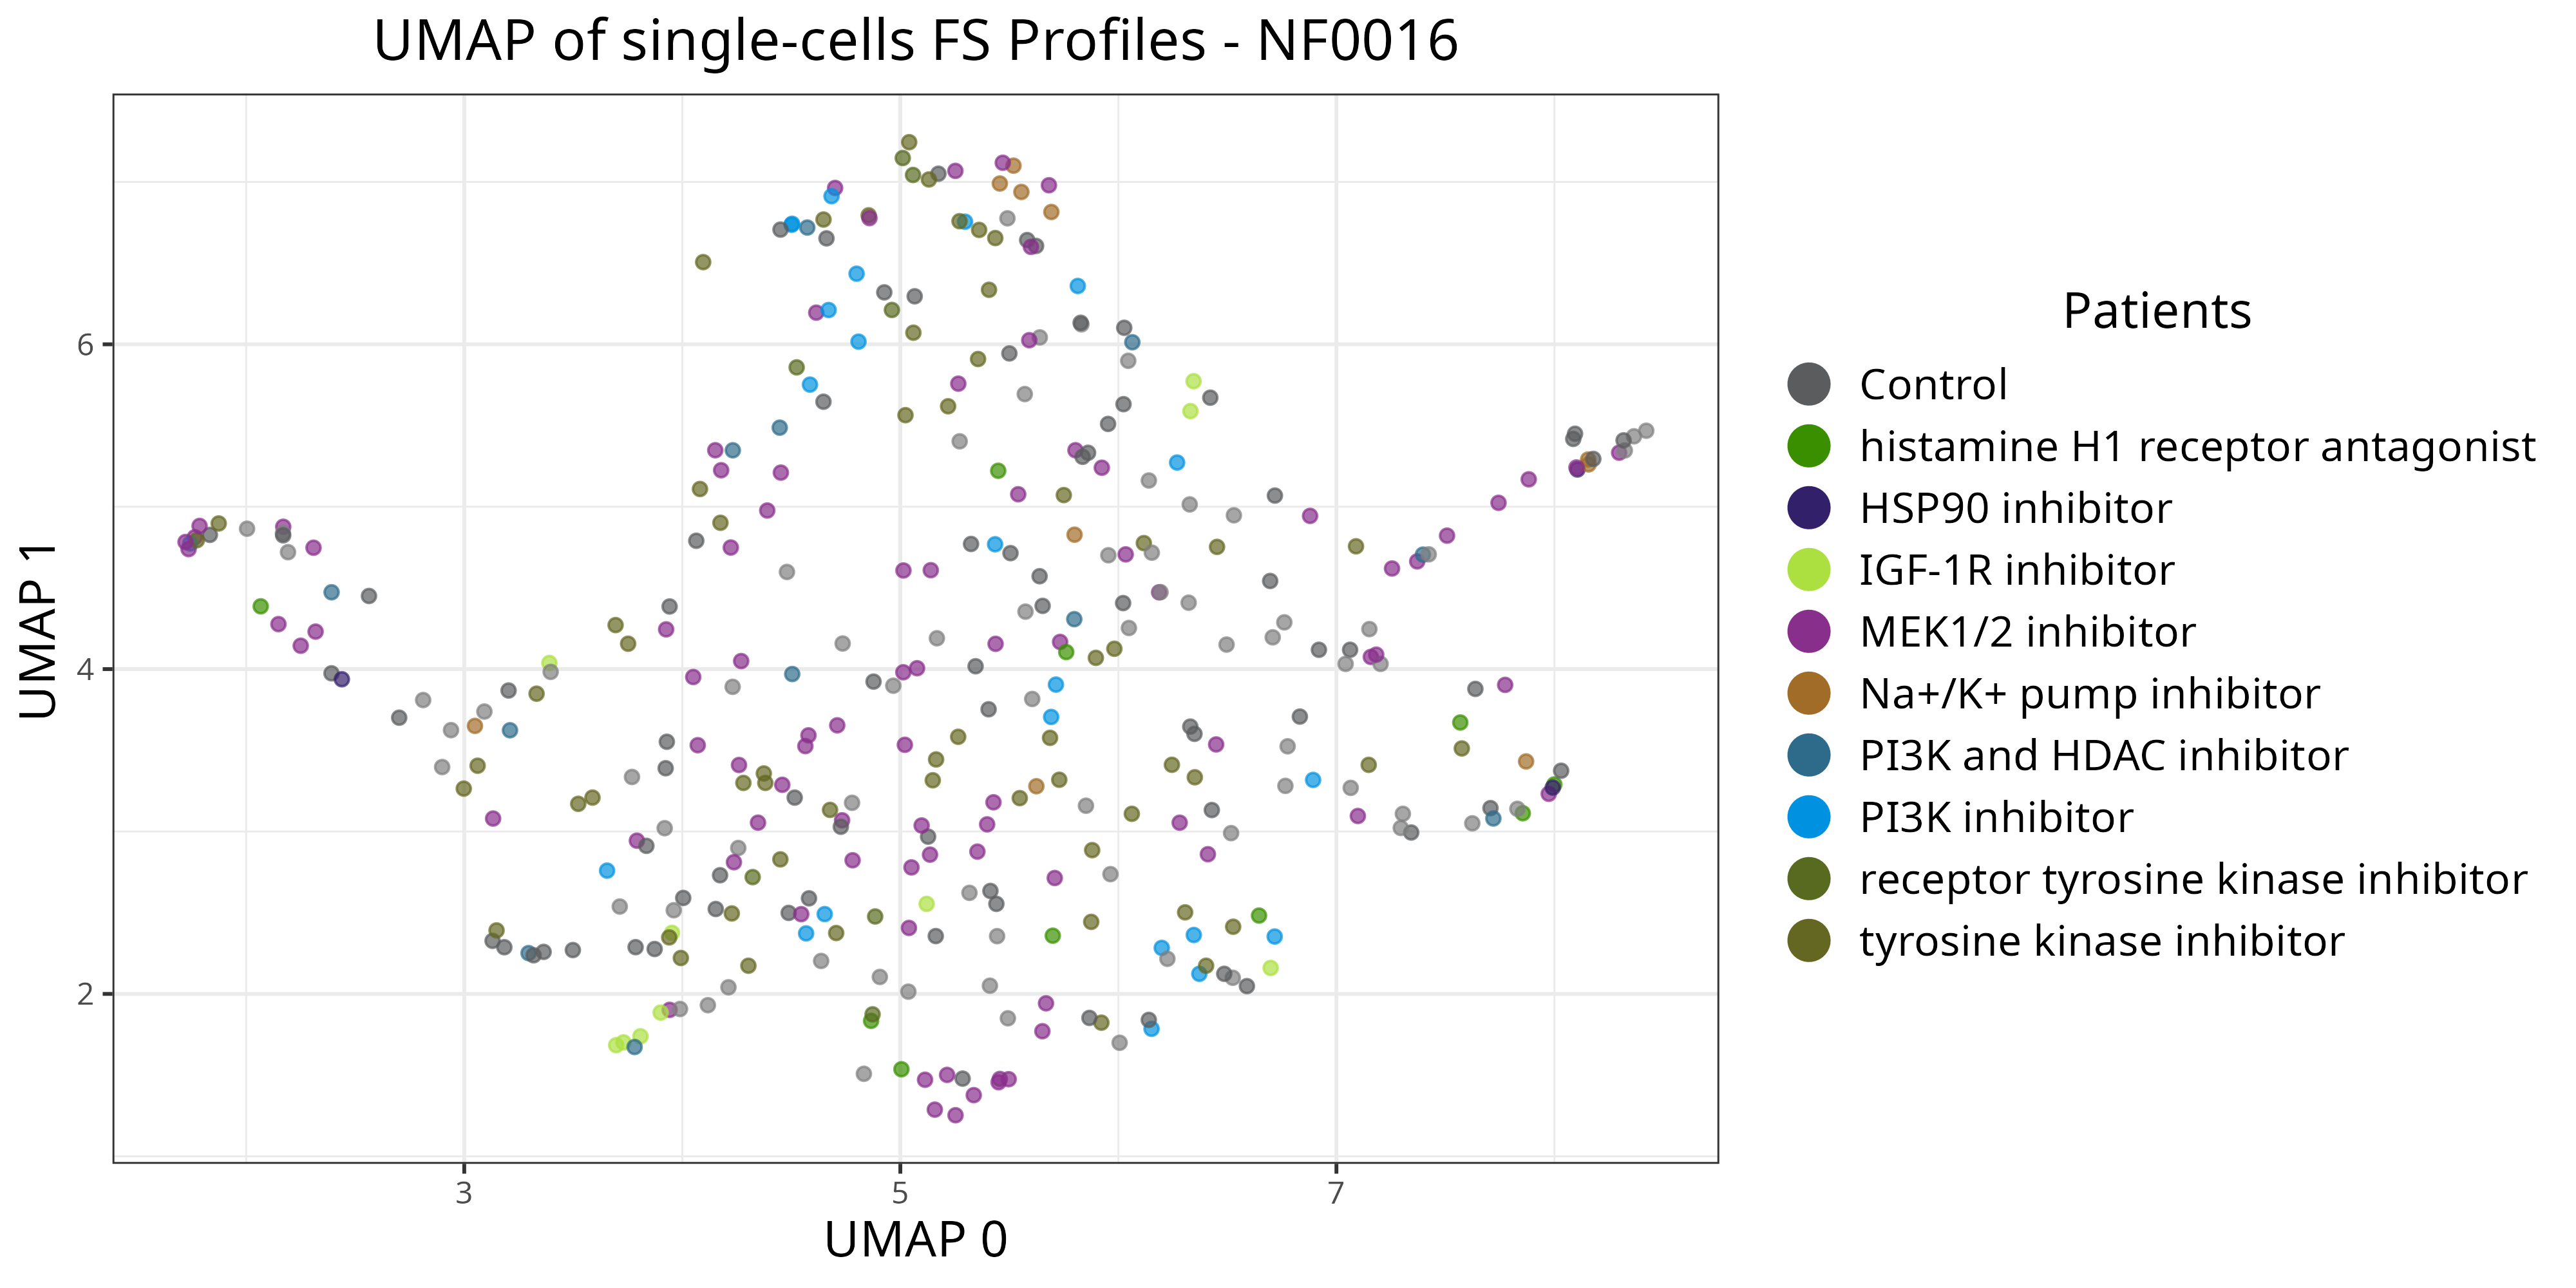 UMAP of single-cells FS Profiles - NF0016
UMAP 1
6
4
2
3
5
7
UMAP 0
Patients
Control
histamine H1 receptor antagonist
HSP90 inhibitor
IGF-1R inhibitor
MEK1/2 inhibitor
Na+/K+ pump inhibitor
PI3K and HDAC inhibitor
PI3K inhibitor
receptor tyrosine kinase inhibitor
tyrosine kinase inhibitor